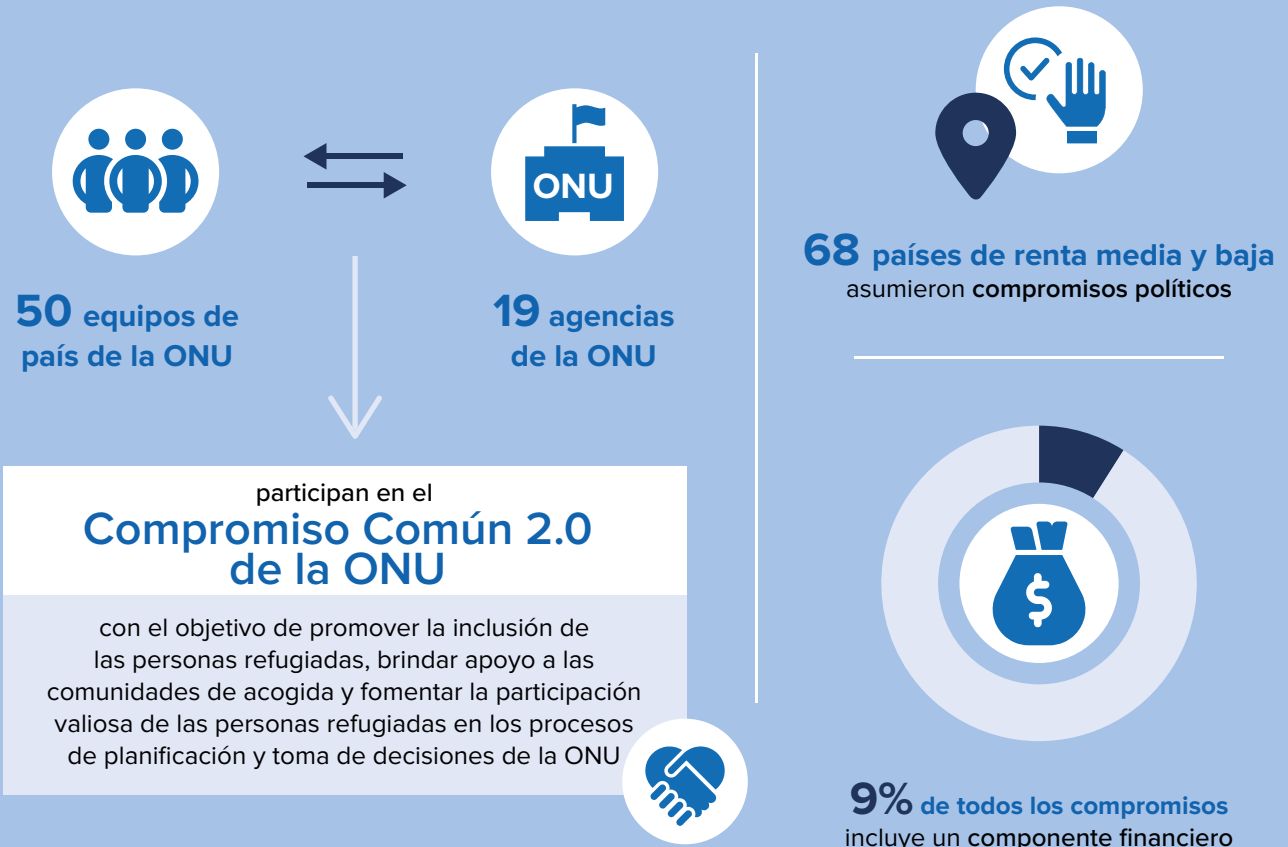 ONU
50 equipos de
país de la ONU
19 agencias
de la ONU
participan en el
Compromiso Común 2.0
de la ONU
con el objetivo de promover la inclusión de
las personas refugiadas, brindar apoyo a las
comunidades de acogida y fomentar la participación
valiosa de las personas refugiadas en los procesos
de planificación y toma de decisiones de la ONU
68 países de renta media y baja
asumieron compromisos políticos
$
9% de todos los compromisos
incluye un componente financiero